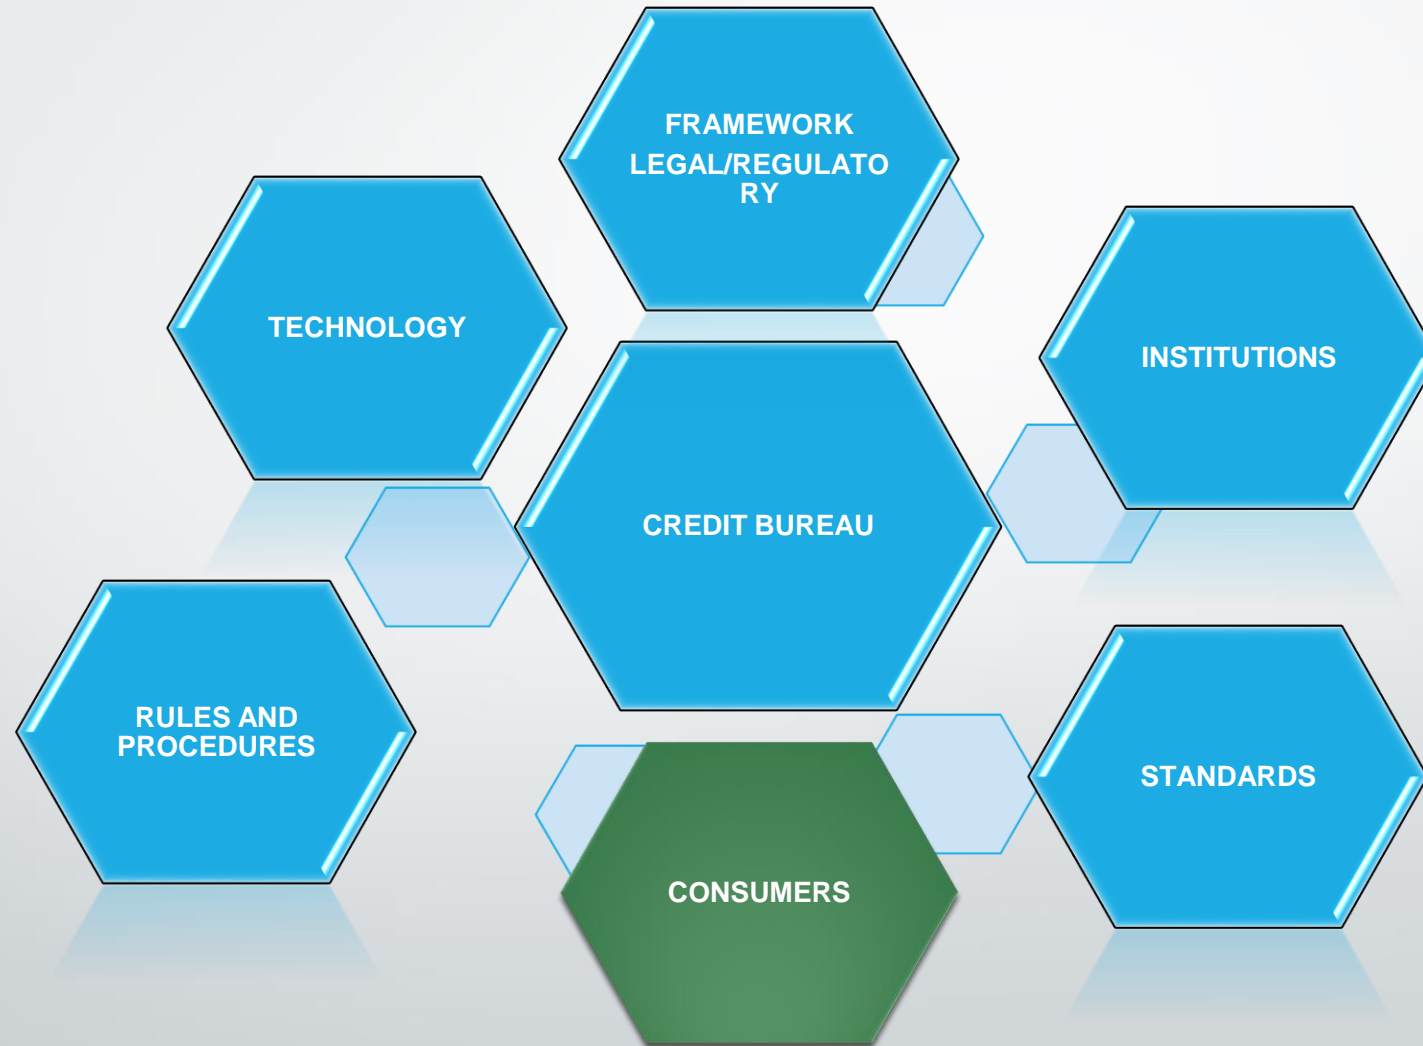 FRAMEWORK
LEGAL/REGULATO
RY
TECHNOLOGY
INSTITUTIONS
CREDIT BUREAU
RULES AND
PROCEDURES
STANDARDS
CONSUMERS